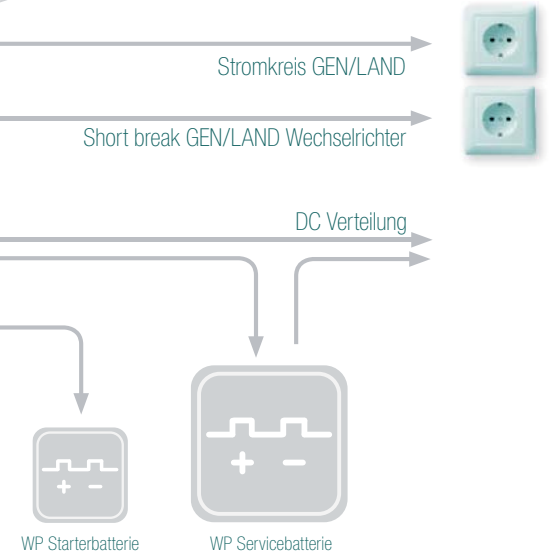 Stromkreis GEN/LAND
Short break GEN/LAND Wechselrichter
DC Verteilung
WP Starterbatterie
WP Servicebatterie